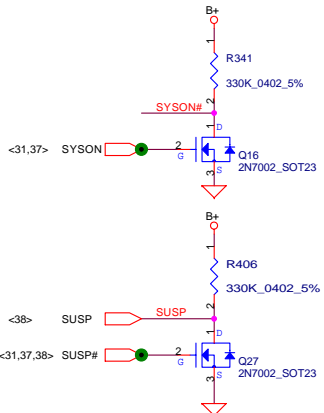 B+
1
R341
330K_0402_5%
2
SYSON#
1
D
<31,37> SYSON
2
G
Q16
S
2N7002_SOT23
3
B+
1
R406
330K_0402_5%
2
<38> SUSP
SUSP
1
D
<31,37,38> SUSP#
2
G
Q27
S
2N7002_SOT23
3